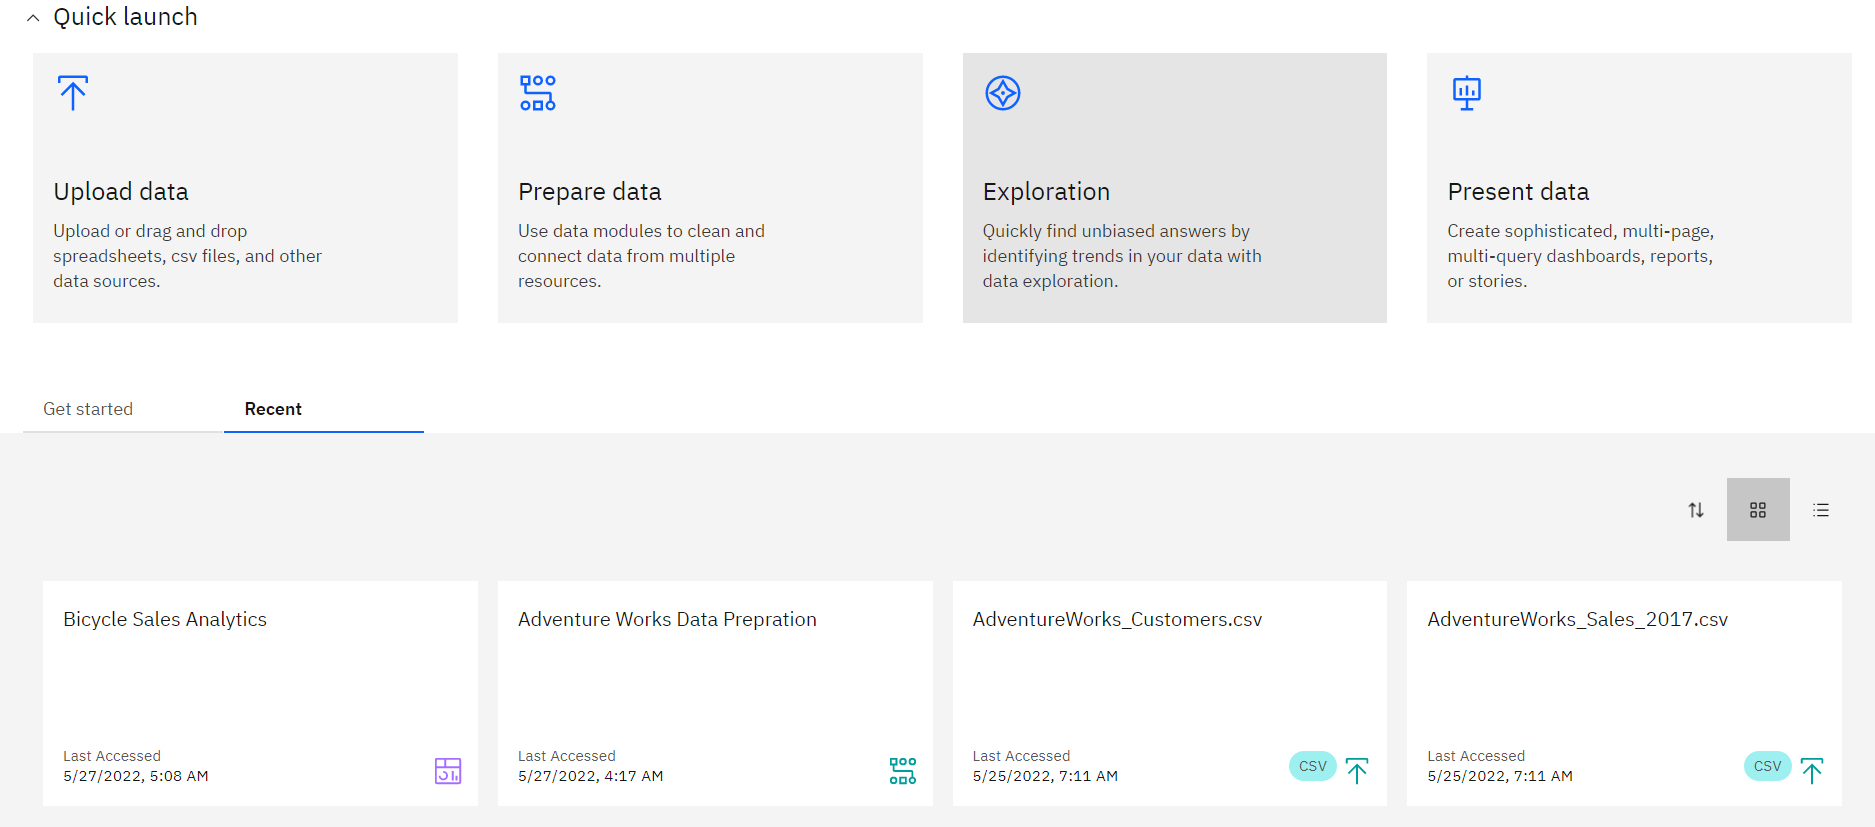 Quick launch
Upload data
Upload or drag and drop
spreadsheets, csv files, and other
data sources.
Prepare data
Use data modules to clean and
connect data from multiple
resources.
Exploration
Quickly find unbiased answers by
identifying trends in your data with
data exploration.
Present data
Create sophisticated, multi-page,
multi-query dashboards, reports,
or stories.
Get started
Recent
Bicycle Sales Analytics
Last Accessed
5/27/2022, 5:08 AM
Adventure Works Data Prepration
Last Accessed
5/27/2022, 4:17 AM
AdventureWorks_Customers.csv
Last Accessed
5/25/2022, 7:11 AM
CSV
AdventureWorks_Sales_2017.csv
Last Accessed
5/25/2022, 7:11 AM
CSV